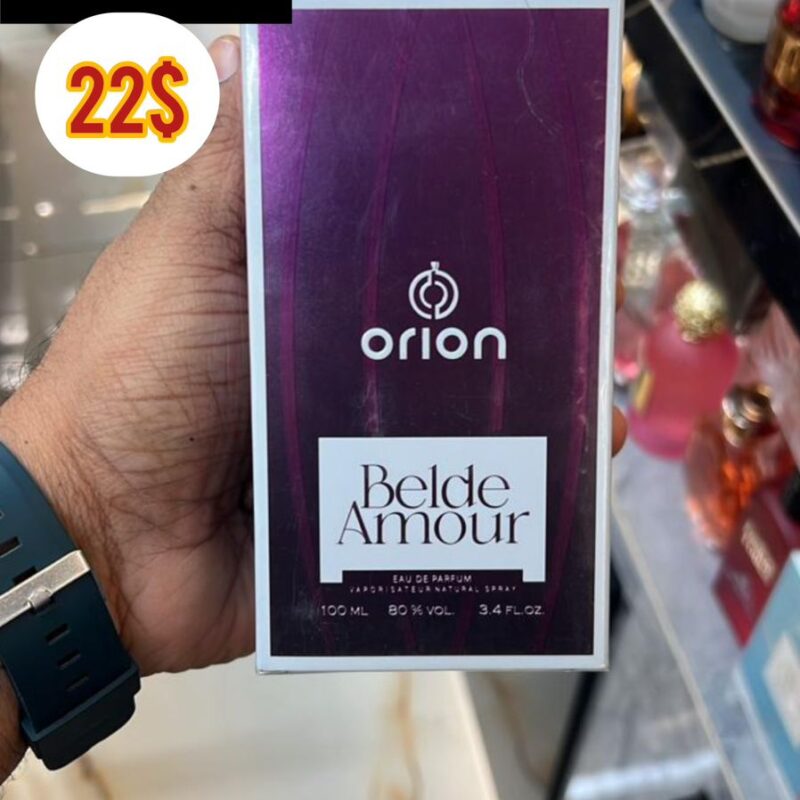 22$
orion
Belde
Amour
EAU DE PARFUM
VAPORISATEUR NATURAL SPRAY
100 ML 80 % VOL. 3.4 FL.OZ.